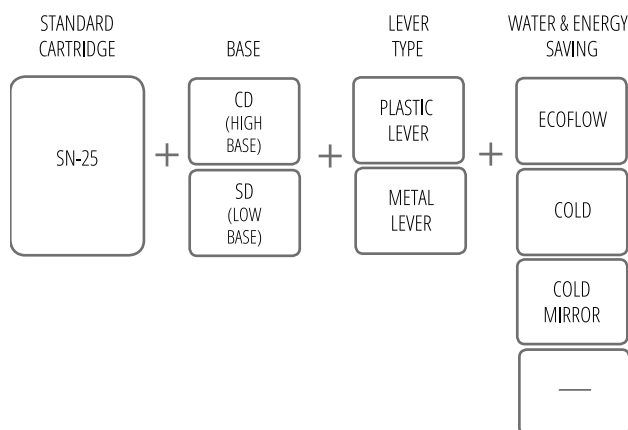 STANDARD
CARTRIDGE
BASE
LEVER
TYPE
WATER & ENERGY
SAVING
SN-25
+
CD
(HIGH
BASE)
SD
(LOW
BASE)
+
PLASTIC
LEVER
METAL
LEVER
+
ECOFLOW
COLD
COLD
MIRROR
—